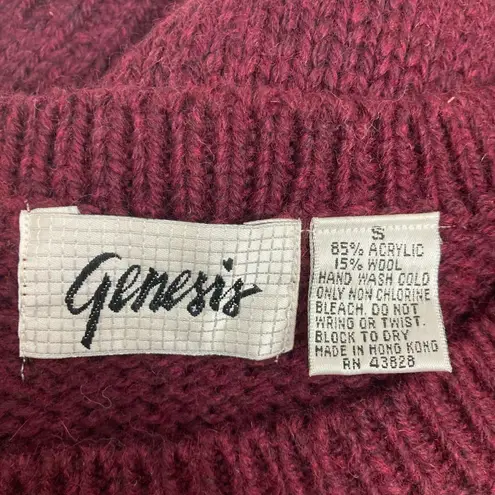 Genesis
S
85% ACRYLIC
15% WOOL
HAND WASH COLD
ONLY NON CHLORINE
BLEACH. DO NOT
WRING OR TWIST.
BLOCK TO DRY
MADE IN HONG KONG
RN 43828